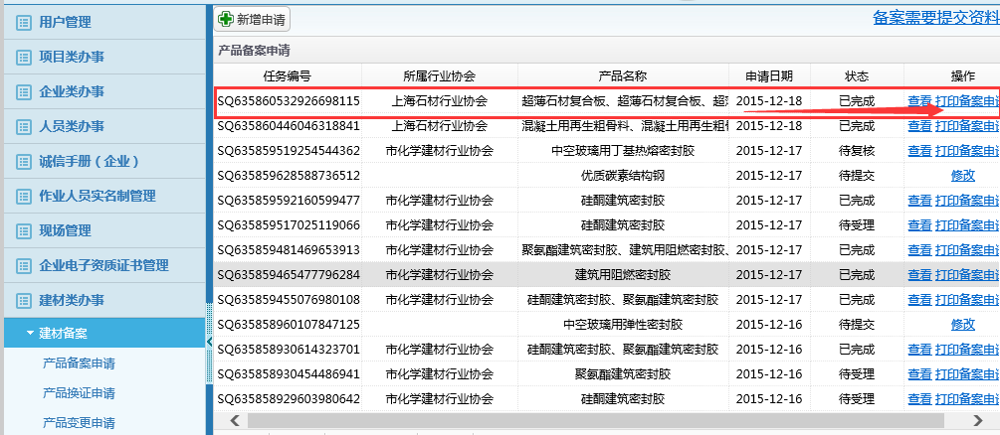 用户管理
项目类办事
企业类办事
人员类办事
诚信手册（企业）
作业人员实名制管理
现场管理
企业电子资质证书管理
建材类办事
建材备案
产品备案申请
产品换证申请
产品变更申请
新增申请 备案需要提交资料
产品备案申请
任务编号 所属行业协会 产品名称 申请日期 状态 操作
SQ635860532926698115 上海石材行业协会 超薄石材复合板、超薄石材复合板、超 2015-12-18 已完成 查看 打印备案申
SQ635860446046318841 上海石材行业协会 混凝土用再生粗骨料、混凝土用再生粗 2015-12-18 已完成 查看 打印备案申
SQ635859519254544362 市化学建材行业协会 中空玻璃用丁基热熔密封胶 2015-12-17 待复核 查看 打印备案申
SQ635859628588736512 优质碳素结构钢 2015-12-17 待提交 修改
SQ635859592160599477 市化学建材行业协会 硅酮建筑密封胶 2015-12-17 已完成 查看 打印备案申
SQ635859517025119066 市化学建材行业协会 硅酮建筑密封胶 2015-12-17 待受理 查看 打印备案申
SQ635859481469653913 市化学建材行业协会 聚氨酯建筑密封胶、建筑用阻燃密封胶、 2015-12-17 已完成 查看 打印备案申
SQ635859465477796284 市化学建材行业协会 建筑用阻燃密封胶 2015-12-17 已完成 查看 打印备案申
SQ635859455076980108 市化学建材行业协会 硅酮建筑密封胶、聚氨酯建筑密封胶 2015-12-17 已完成 查看 打印备案申
SQ635858960107847125 中空玻璃用弹性密封胶 2015-12-16 待提交 修改
SQ635858930614323701 市化学建材行业协会 硅酮建筑密封胶、聚氨酯建筑密封胶 2015-12-16 已完成 查看 打印备案申
SQ635858930454486941 市化学建材行业协会 聚氨酯建筑密封胶 2015-12-16 待受理 查看 打印备案申
SQ635858929603980642 市化学建材行业协会 硅酮建筑密封胶 2015-12-16 待受理 查看 打印备案申